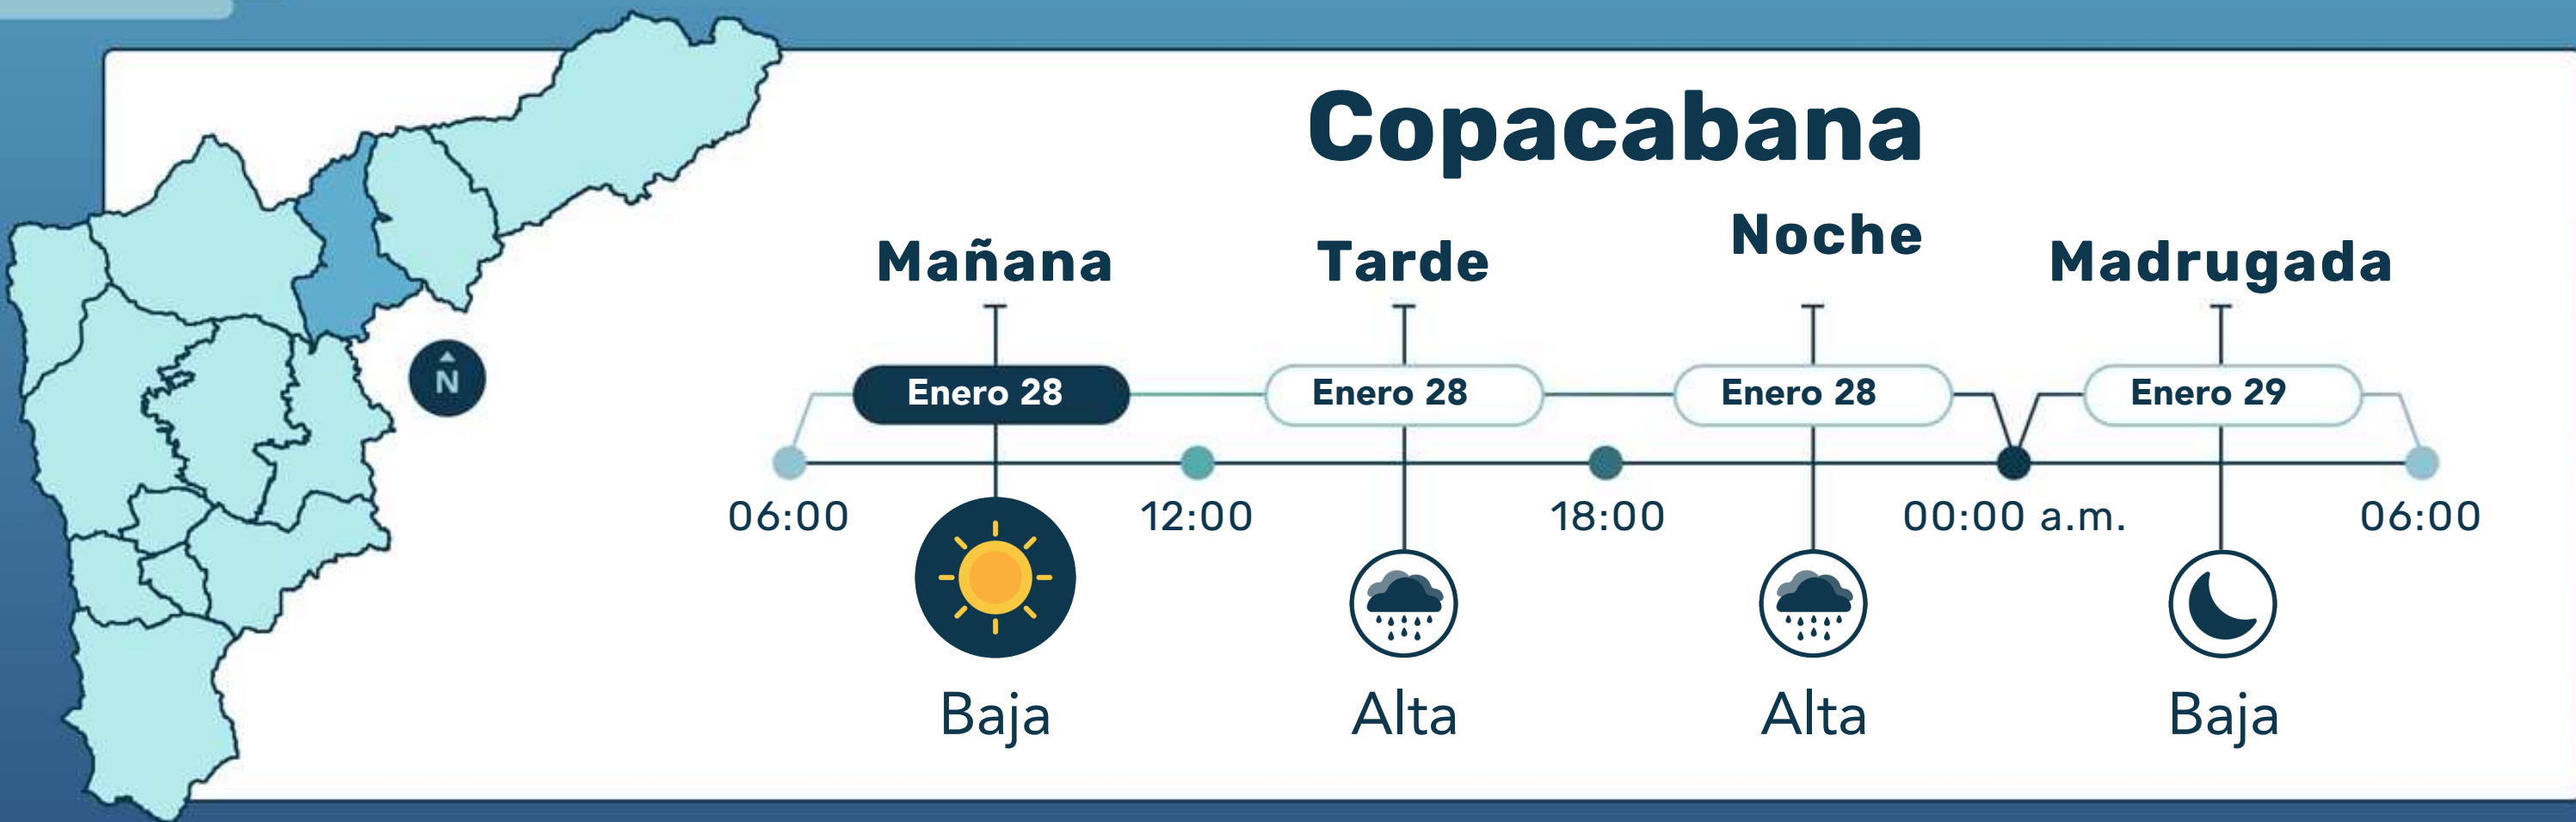 Copacabana
Mañana
Tarde
Noche
Madrugada
N
Enero 28
Enero 28
Enero 28
Enero 29
06:00
12:00
18:00
00:00 a.m.
06:00
Baja
Alta
Alta
Baja